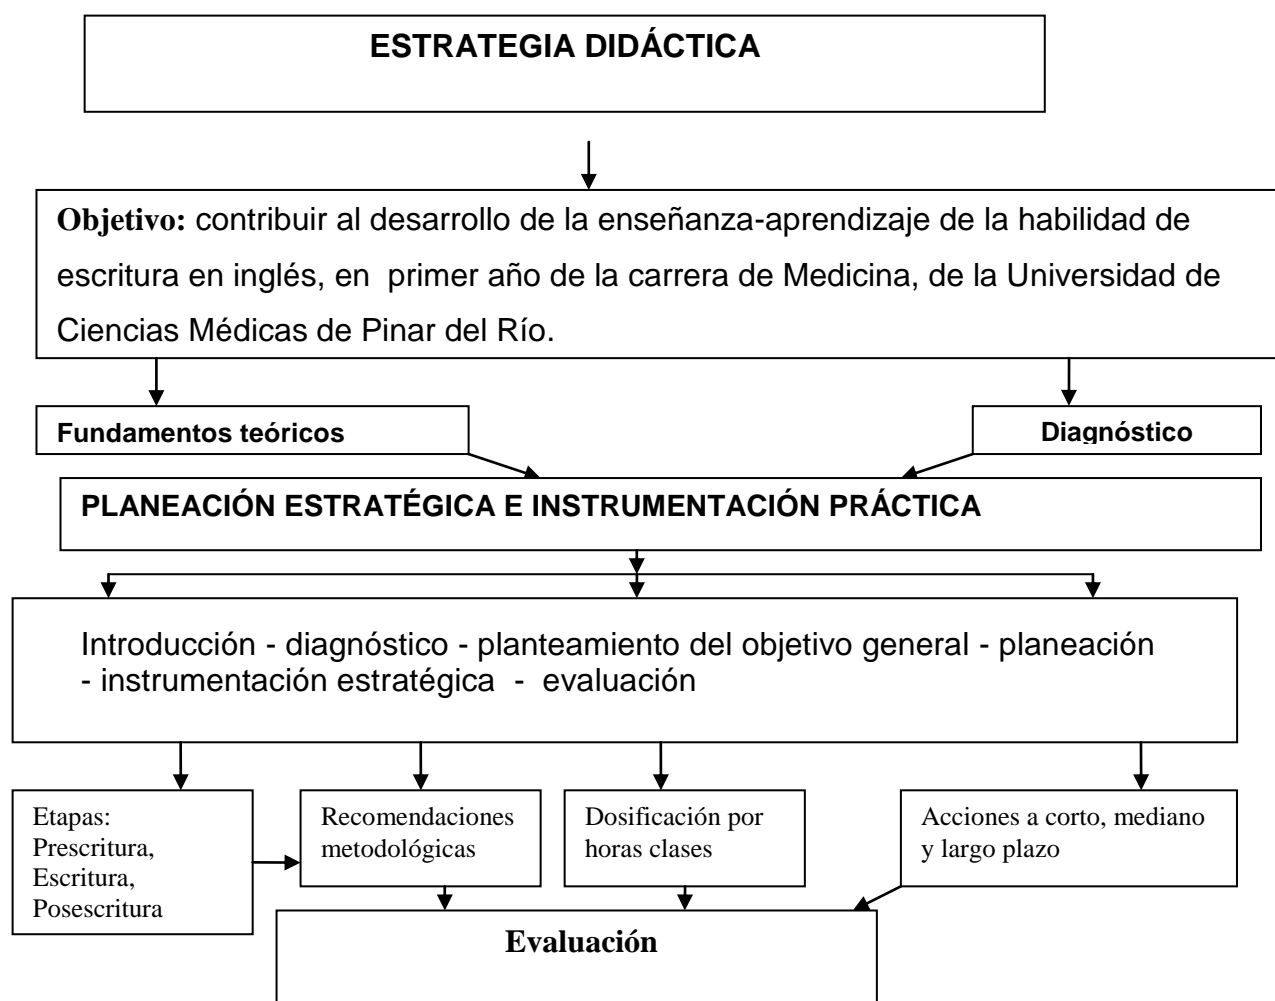 ESTRATEGIA DIDÁCTICA
Objetivo: contribuir al desarrollo de la enseñanza-aprendizaje de la habilidad de
escritura en inglés, en primer año de la carrera de Medicina, de la Universidad de
Ciencias Médicas de Pinar del Río.
Fundamentos teóricos
Diagnóstico
PLANEACIÓN ESTRATÉGICA E INSTRUMENTACIÓN PRÁCTICA
Introducción - diagnóstico - planteamiento del objetivo general - planeación
- instrumentación estratégica - evaluación
Etapas:
Prescritura,
Escritura,
Posescritura
Recomendaciones
metodológicas
Dosificación por
horas clases
Acciones a corto, mediano
y largo plazo
Evaluación